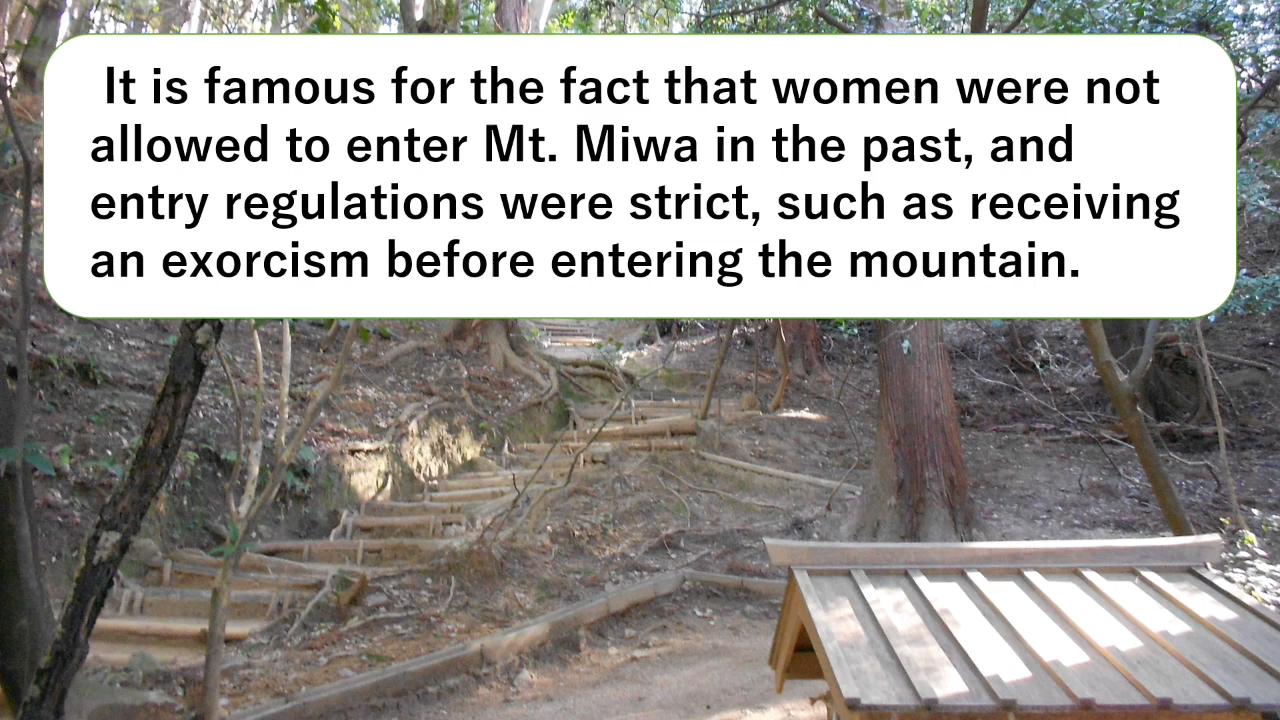 It is famous for the fact that women were not
allowed to enter Mt. Miwa in the past, and
entry regulations were strict, such as receiving
an exorcism before entering the mountain.